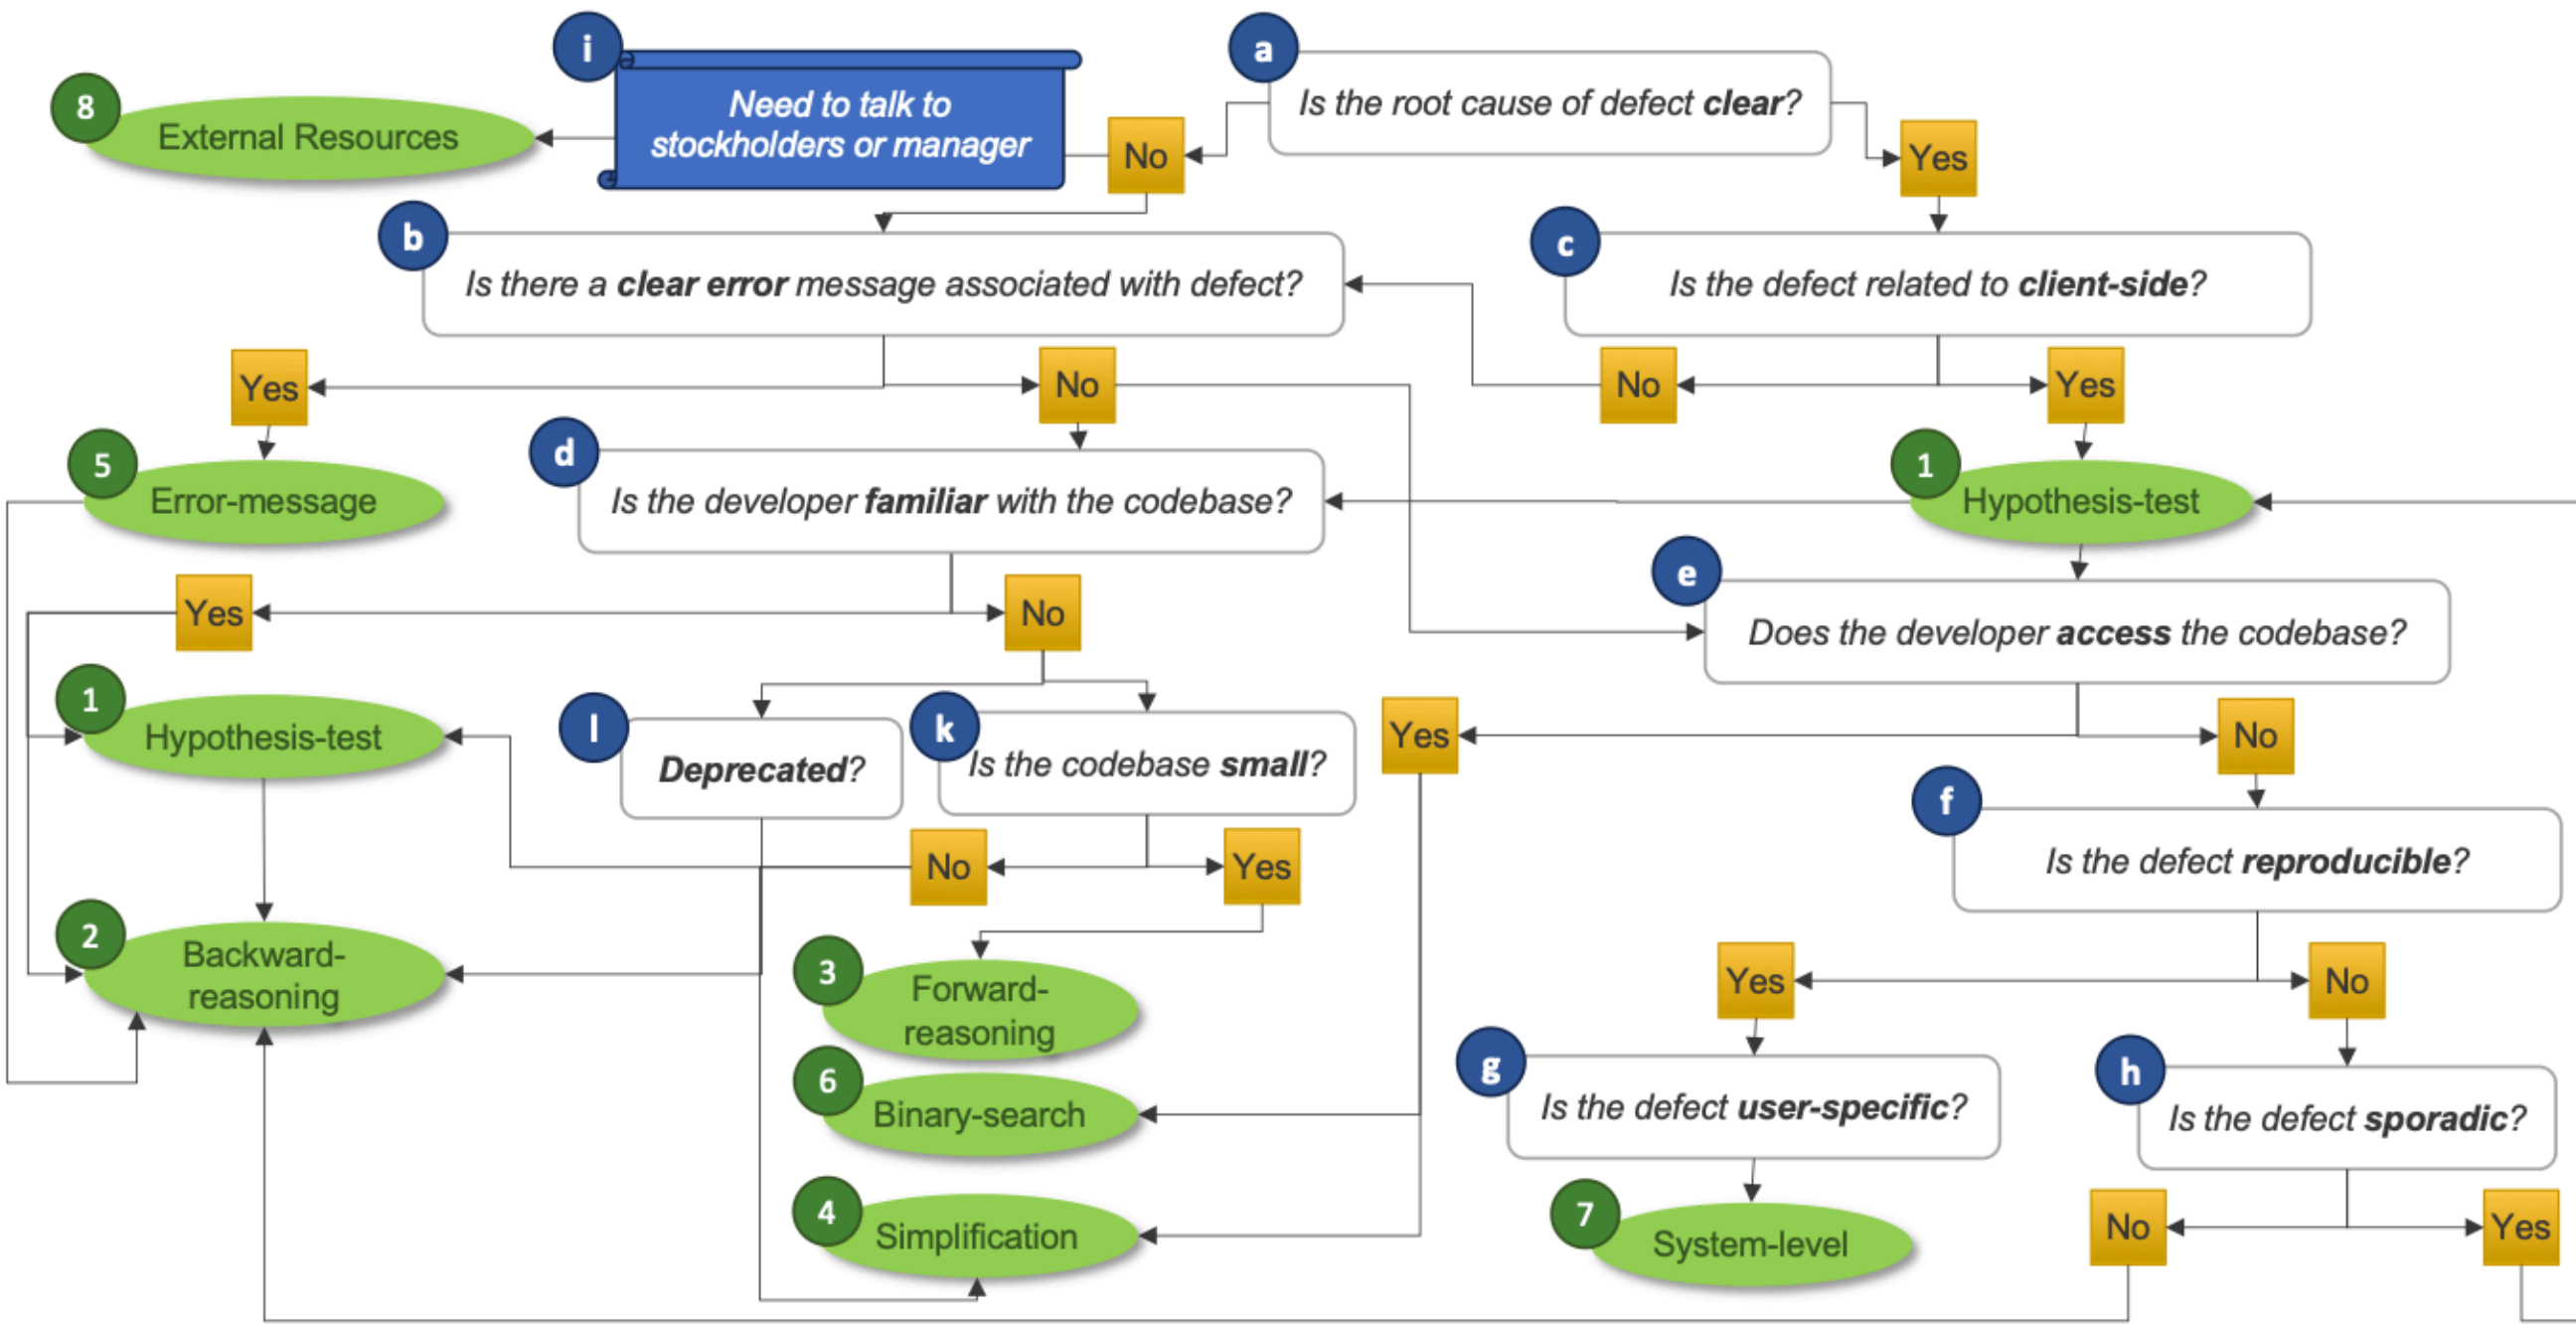 i
a
8
External Resources
Need to talk to
stockholders or manager
No
Is the root cause of defect clear?
Yes
b
Is there a clear error message associated with defect?
c
Is the defect related to client-side?
Yes
No
No
Yes
5
Error-message
d
Is the developer familiar with the codebase?
1
Hypothesis-test
Yes
No
e
Does the developer access the codebase?
1
Hypothesis-test
l
Deprecated?
k
Is the codebase small?
Yes
No
No
Yes
f
Is the defect reproducible?
2
Backward-
reasoning
3
Forward-
reasoning
Yes
No
6
Binary-search
g
Is the defect user-specific?
h
Is the defect sporadic?
4
Simplification
7
System-level
No
Yes